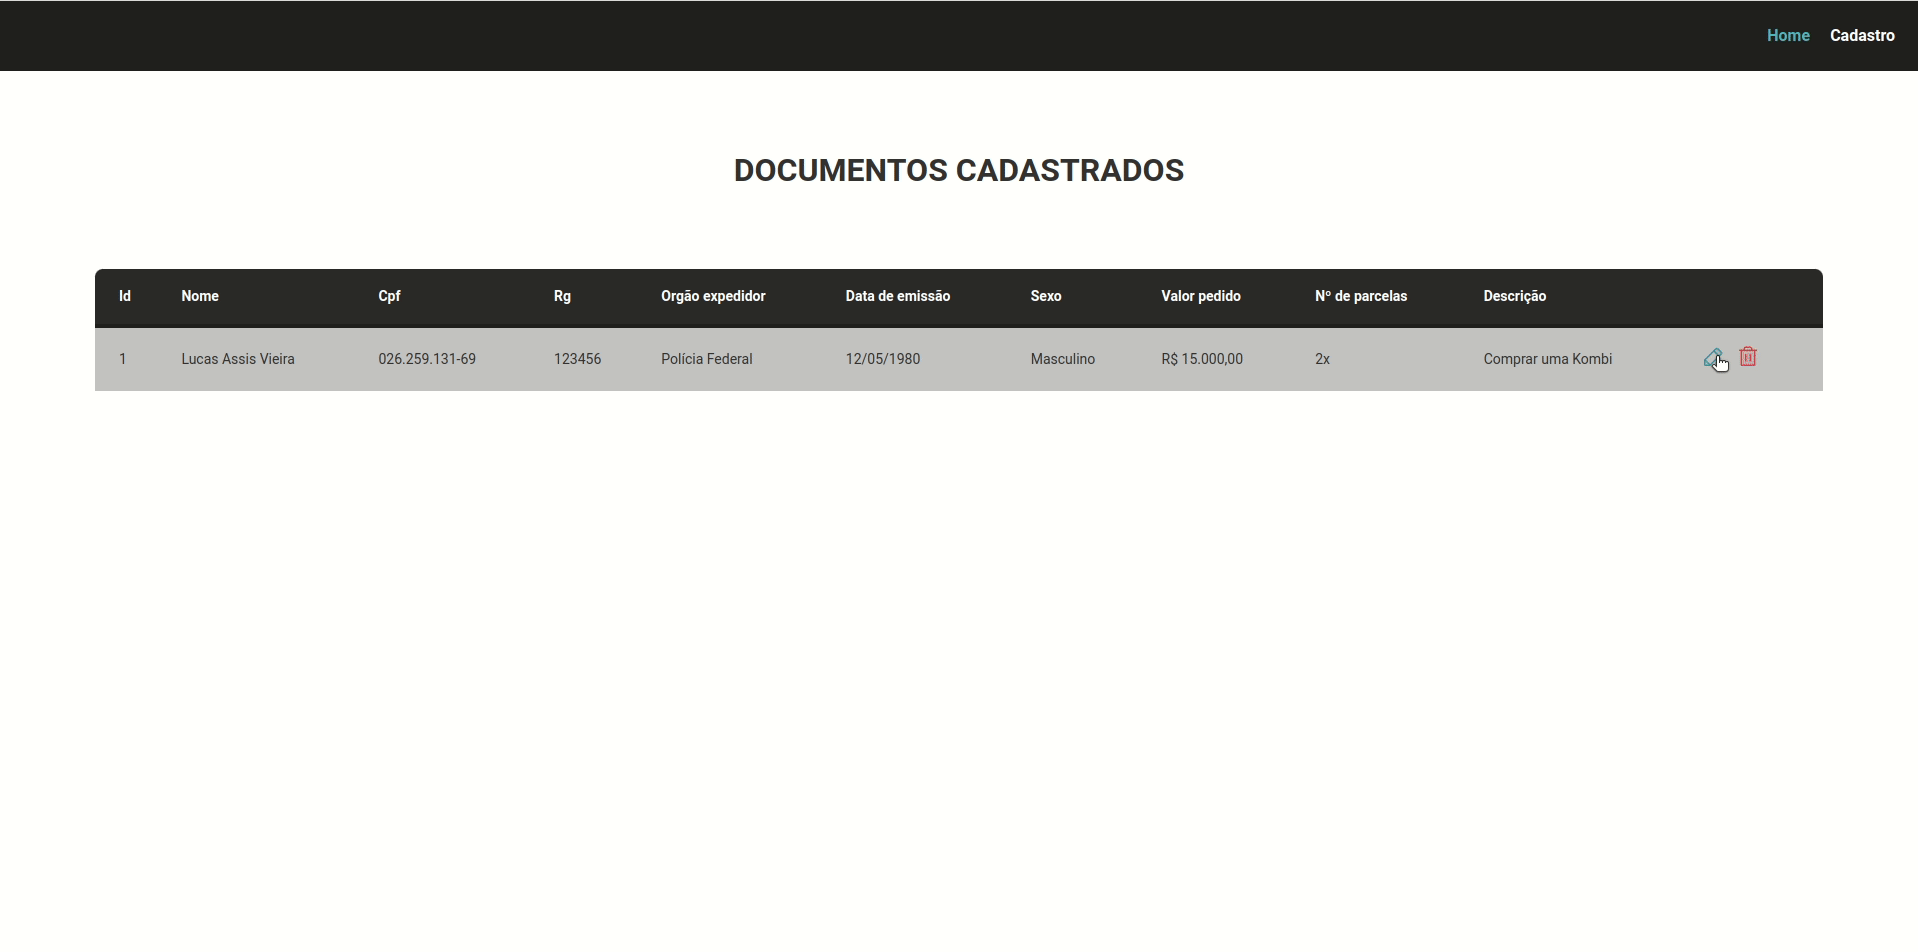 Home Cadastro
DOCUMENTOS CADASTRADOS
Id Nome Cpf Rg Orgão expedidor Data de emissão Sexo Valor pedido Nº de parcelas Descrição
1 Lucas Assis Vieira 026.259.131-69 123456 Polícia Federal 12/05/1980 Masculino R$ 15.000,00 2x Comprar uma Kombi